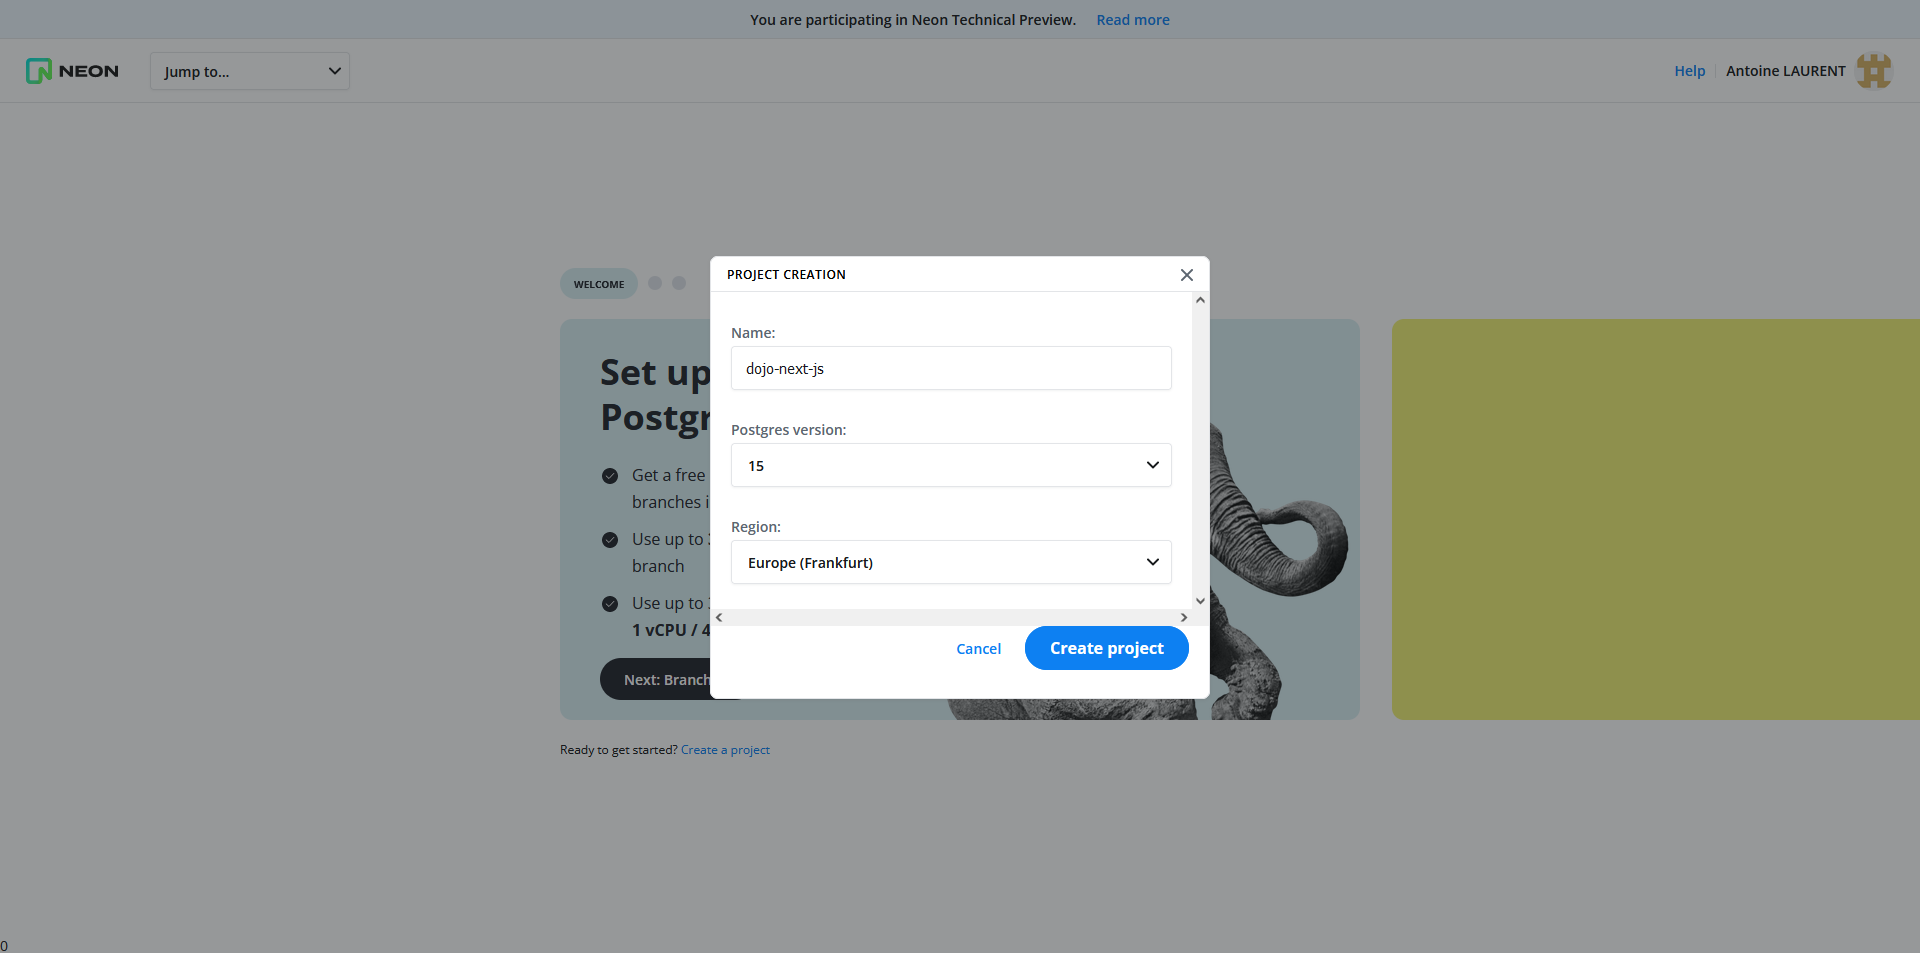 You are participating in Neon Technical Preview. Read more
NEON
Jump to...
Help
Antoine LAURENT
WELCOME
Set up
Postgr
Get a free
branches i
Use up to 3
branch
Use up to 3
1 vCPU / 4
Next: Branch
Ready to get started? Create a project
PROJECT CREATION
Name:
dojo-next-js
Postgres version:
15
Region:
Europe (Frankfurt)
Cancel
Create project
0